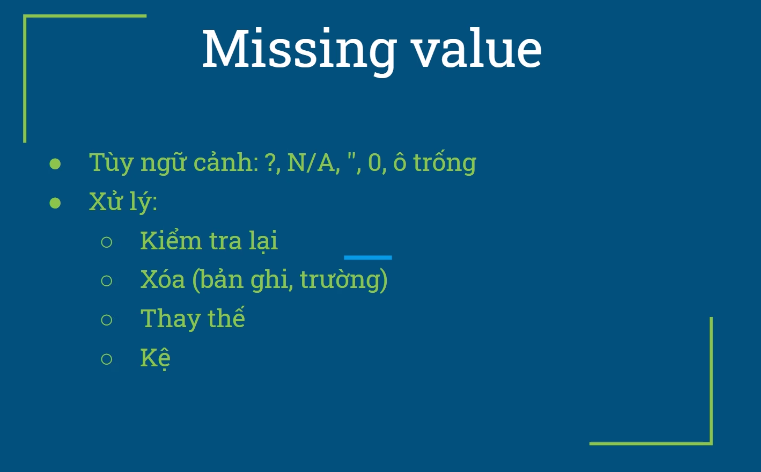 Missing value
● Tùy ngữ cảnh: ?, N/A, ", 0, ô trống
● Xử lý:
○ Kiểm tra lại
○ Xóa (bản ghi, trường)
○ Thay thế
○ Kệ